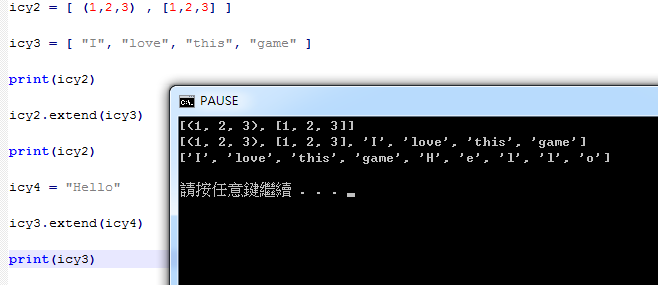 icy2 = [ (1,2,3) , [1,2,3] ]
icy3 = [ "I", "love", "this", "game" ]
print(icy2)
icy2.extend(icy3)
print(icy2)
icy4 = "Hello"
icy3.extend(icy4)
print(icy3)
C:\. PAUSE
[(1, 2, 3), [1, 2, 3]]
[(1, 2, 3), [1, 2, 3], 'I', 'love', 'this', 'game']
['I', 'love', 'this', 'game', 'H', 'e', 'l', 'l', 'o']
請按任意鍵繼續 . . .